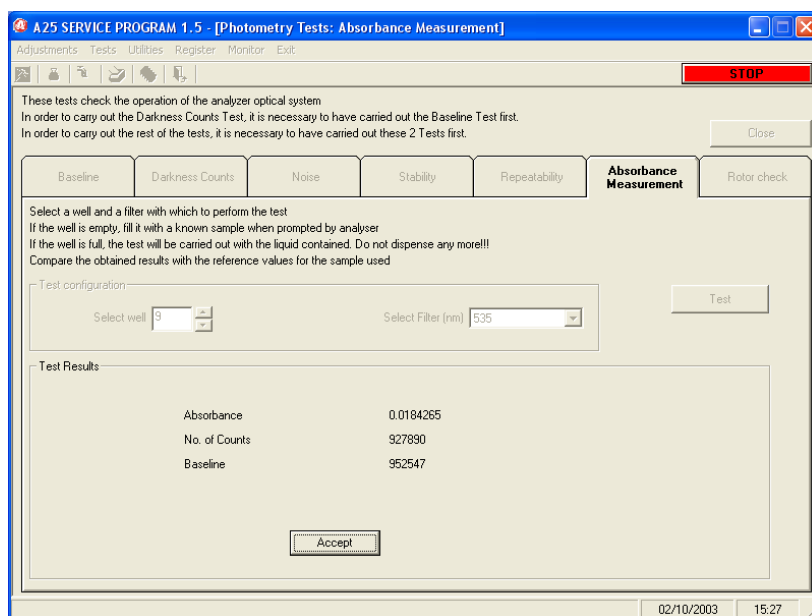 A25 SERVICE PROGRAM 1.5 - [Photometry Tests: Absorbance Measurement]
Adjustments Tests Utilities Register Monitor Exit
STOP
These tests check the operation of the analyzer optical system
In order to carry out the Darkness Counts Test, it is necessary to have carried out the Baseline Test first.
In order to carry out the rest of the tests, it is necessary to have carried out these 2 Tests first.
Close
Baseline Darkness Counts Noise Stability Repeatability Absorbance Measurement Rotor check
Select a well and a filter with which to perform the test
If the well is empty, fill it with a known sample when prompted by analyser
If the well is full, the test will be carried out with the liquid contained. Do not dispense any more!!!
Compare the obtained results with the reference values for the sample used
Test configuration
Select well 9 Select Filter (nm) 535
Test
Test Results
Absorbance 0.0184265
No. of Counts 927890
Baseline 952547
Accept
02/10/2003 15:27